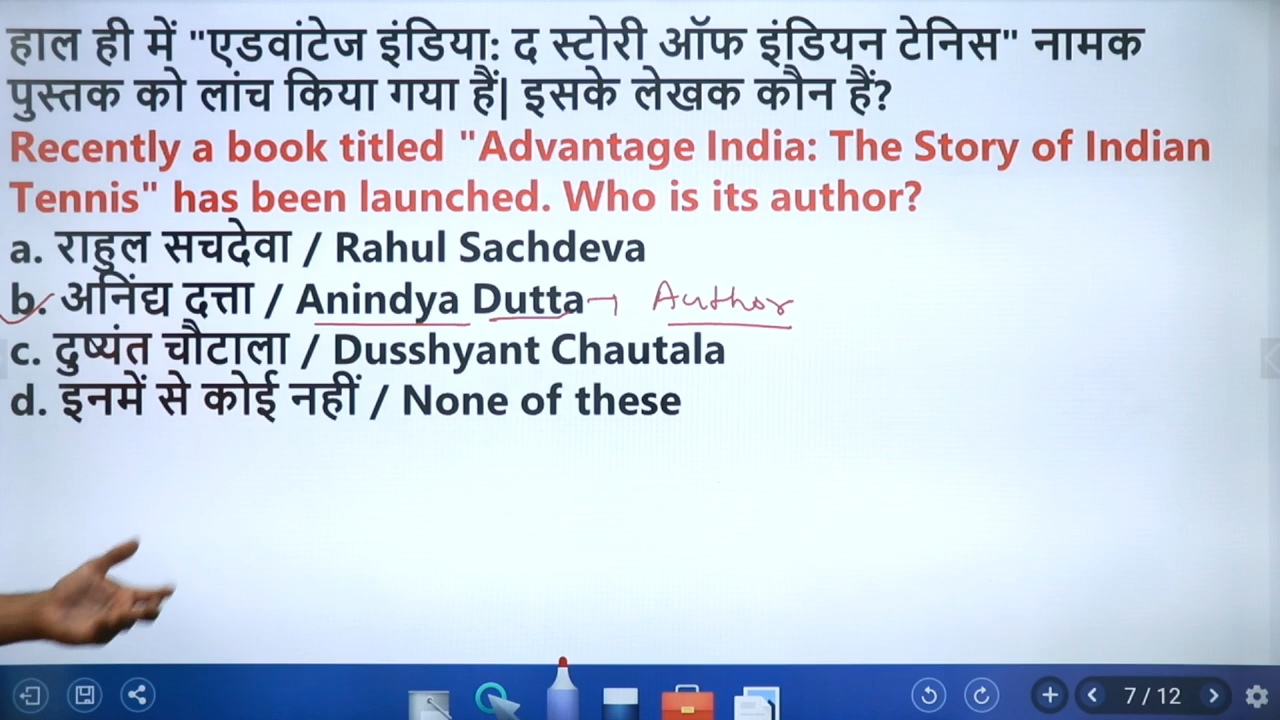 हाल ही में "एडवांटेज इंडिया: द स्टोरी ऑफ इंडियन टेनिस" नामक
पुस्तक को लांच किया गया हैं| इसके लेखक कौन हैं?
Recently a book titled "Advantage India: The Story of Indian
Tennis" has been launched. Who is its author?
a. राहुल सचदेवा / Rahul Sachdeva
b. अनिंद्य दत्ता / Anindya Dutta → Author
c. दुष्यंत चौटाला / Dusshyant Chautala
d. इनमें से कोई नहीं / None of these
7 / 12